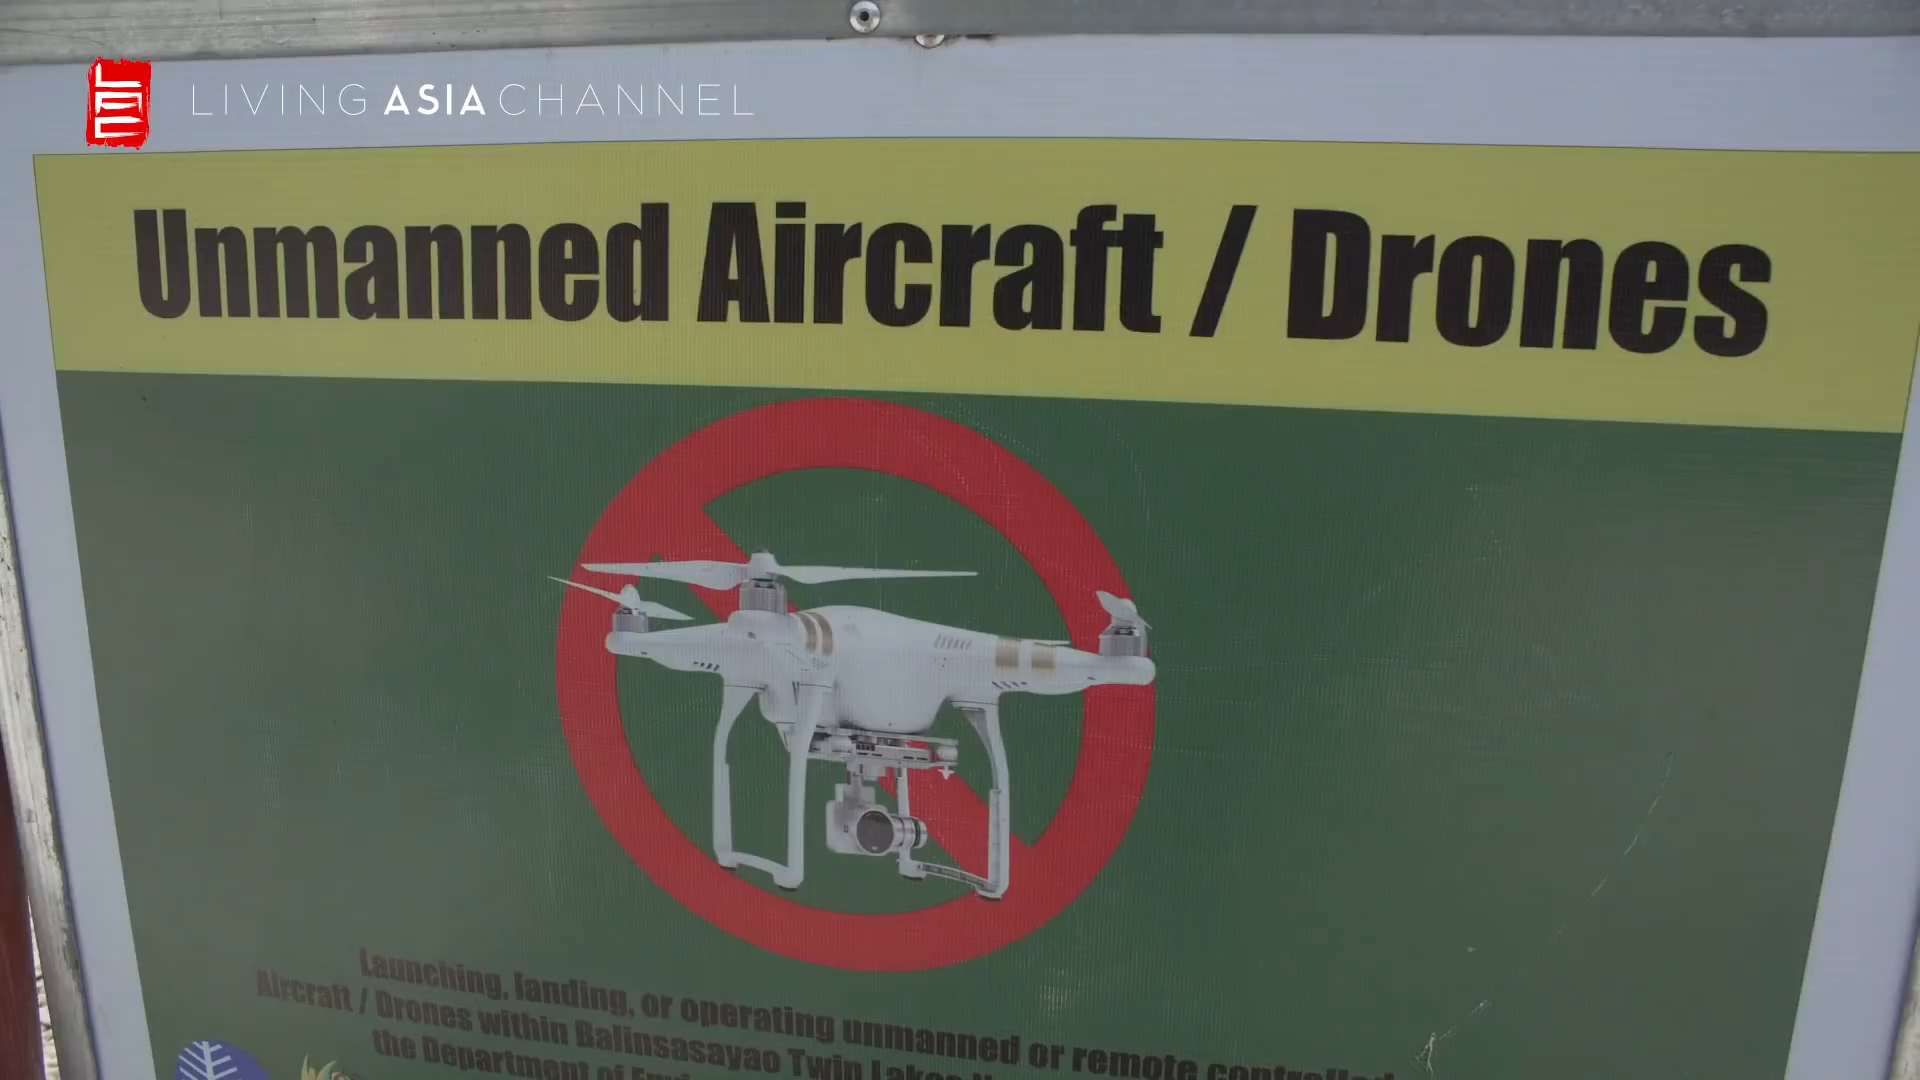 LIVING ASIA CHANNEL
Unmanned Aircraft / Drones
Launching, landing, or operating unmanned or remote controlled
Aircraft / Drones within Balinsasayao Twin Lakes
the Department of